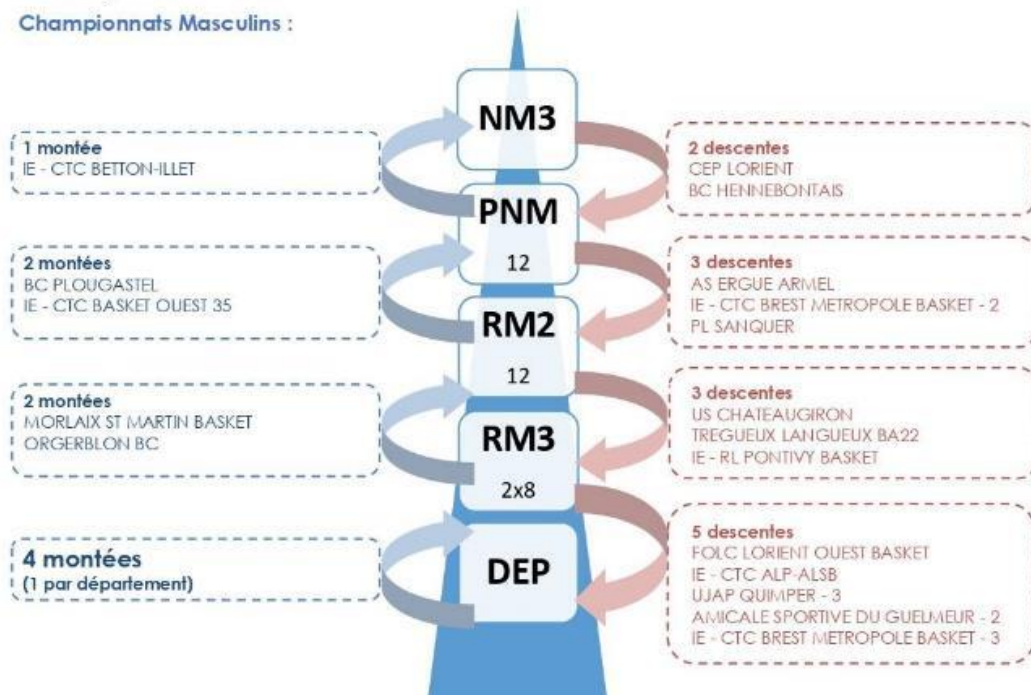 Championnats Masculins :
NM3
1 montée
IE - CTC BETTON-ILLET
2 descentes
CEP LORIENT
BC HENNEBONTAIS
PNM
12
2 montées
BC PLOUGASTEL
IE - CTC BASKET OUEST 35
3 descentes
AS ERGUE ARMEL
IE - CTC BREST METROPOLE BASKET - 2
PL SANQUER
RM2
12
2 montées
MORLAIX ST MARTIN BASKET
ORGERBLON BC
3 descentes
US CHATEAUGIRON
TREGUEUX LANGUEUX BA22
IE - RL PONTIVY BASKET
RM3
2x8
4 montées
(1 par département)
5 descentes
FOLC LORIENT OUEST BASKET
IE - CTC ALP-ALSB
UJAP QUIMPER - 3
AMICALE SPORTIVE DU GUELMEUR - 2
IE - CTC BREST METROPOLE BASKET - 3
DEP